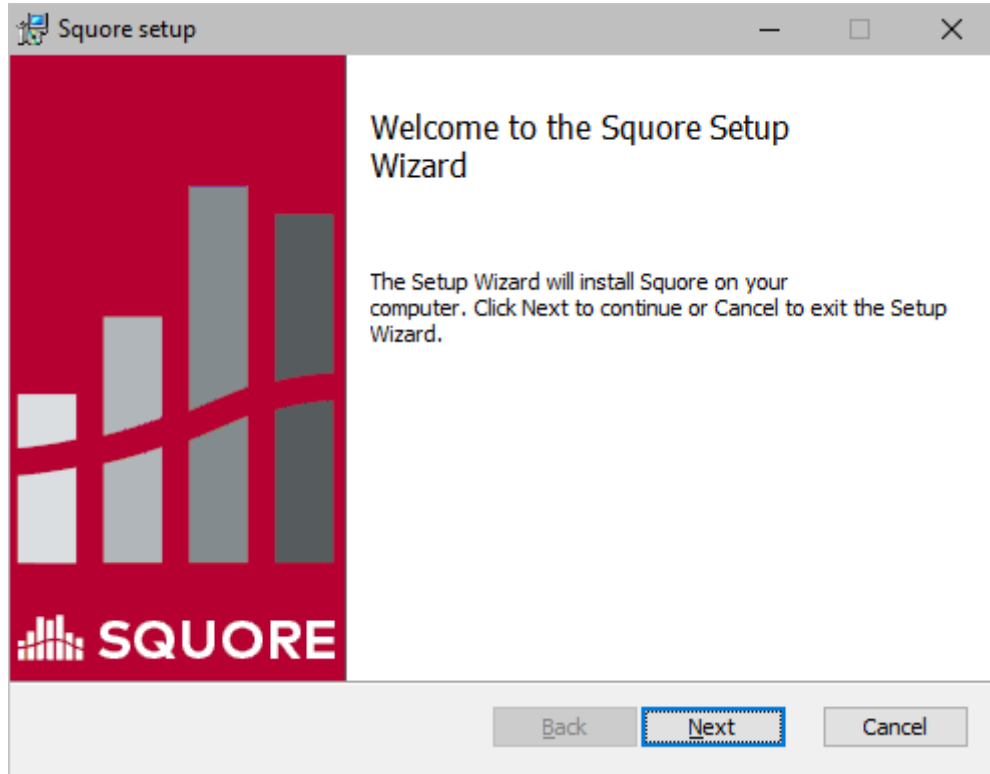 Squore setup
Welcome to the Squore Setup
Wizard
The Setup Wizard will install Squore on your
computer. Click Next to continue or Cancel to exit the Setup
Wizard.
SQUORE
Back
Next
Cancel